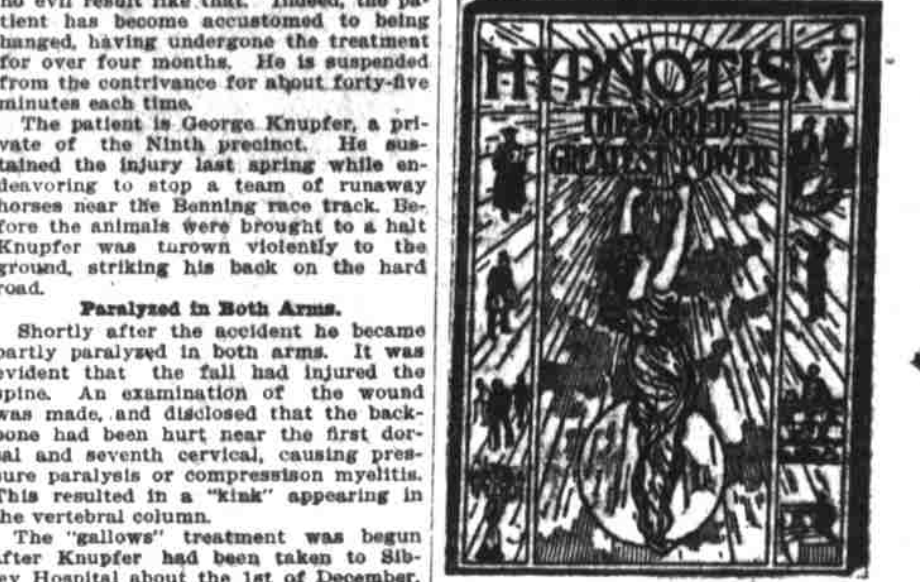 no evil result like that. Indeed, the pa-
tient has become accustomed to being
hanged, having undergone the treatment
for over four months. He is suspended
from the contrivance for about forty-five
minutes each time.
The patient is George Knupfer, a pri-
vate of the Ninth precinct. He sus-
tained the injury last spring while en-
deavoring to stop a team of runaway
horses near the Benning race track. Be-
fore the animals were brought to a halt
Knupfer was turown violently to the
ground, striking his back on the hard
road.
Paralyzed in Both Arms.
Shortly after the accident he became
partly paralyzed in both arms. It was
evident that the fall had injured the
spine. An examination of the wound
was made, and disclosed that the back-
bone had been hurt near the first dor-
sal and seventh cervical, causing pres-
sure paralysis or compressison myelitis.
This resulted in a "kink" appearing in
the vertebral column.
The "gallows" treatment was begun
after Knupfer had been taken to Sib-
ley Hospital about the 1st of December.
HYPNOTISM
THE WORLD'S
GREATEST POWER